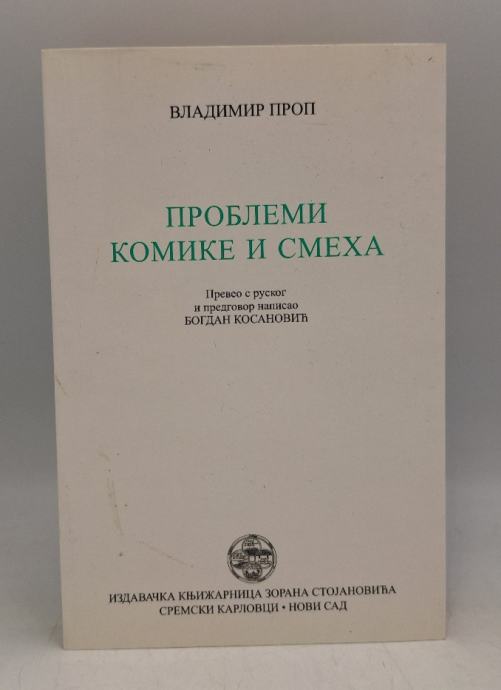 ВЛАДИМИР ПРОП
ПРОБЛЕМИ
КОМИКЕ И СМЕХА
Превео с руског
и предговор написао
БОГДАН КОСАНОВИЋ
ИЗДАВАЧКА КЊИЖАРНИЦА ЗОРАНА СТОЈАНОВИЋА
СРЕМСКИ КАРЛОВЦИ • НОВИ САД